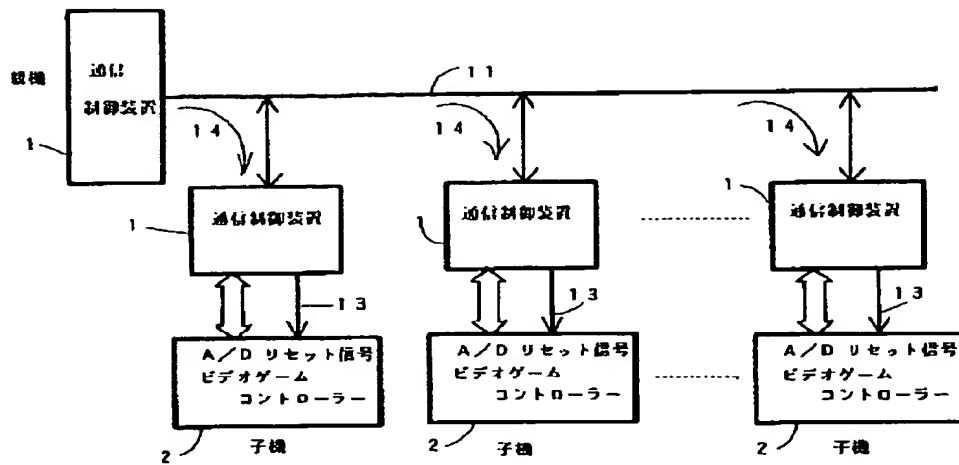 親機
通信
制御装置
1
11
14
14
14
1
通信制御装置
1
通信制御装置
1
通信制御装置
13
13
13
A/D リセット信号
ビデオゲーム
コントローラー
A/D リセット信号
ビデオゲーム
コントローラー
A/D リセット信号
ビデオゲーム
コントローラー
2
子機
2
子機
2
子機